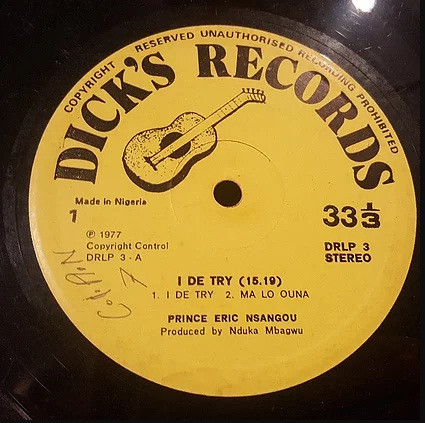 COPYRIGHT RESERVED UNAUTHORISED RECORDING PROHIBITED
DICK'S RECORDS
Made in Nigeria
1
33 1/3
℗ 1977
Copyright Control
DRLP 3 · A
DRLP 3
STEREO
I DE TRY (15.19)
1. I DE TRY 2. MA LO OUNA
PRINCE ERIC NSANGOU
Produced by Nduka Mbagwu